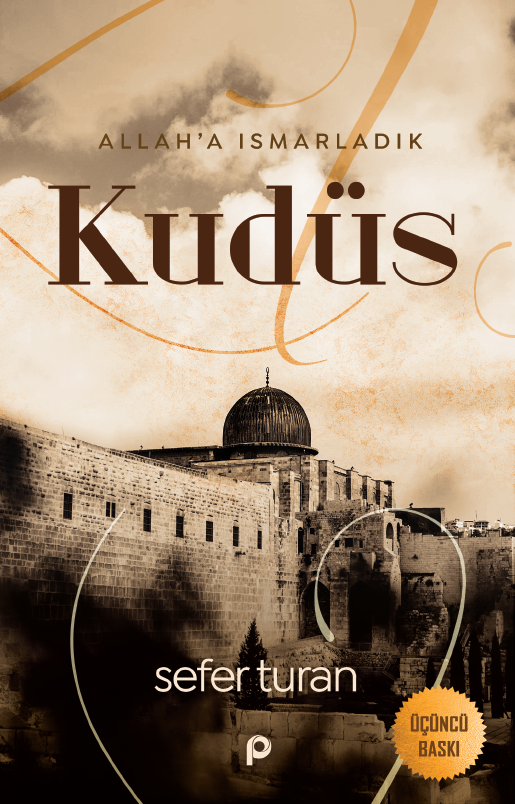 ALLAH'A ISMARLADIK
Kudüs
sefer turan
ÜÇÜNCÜ
BASKI
p